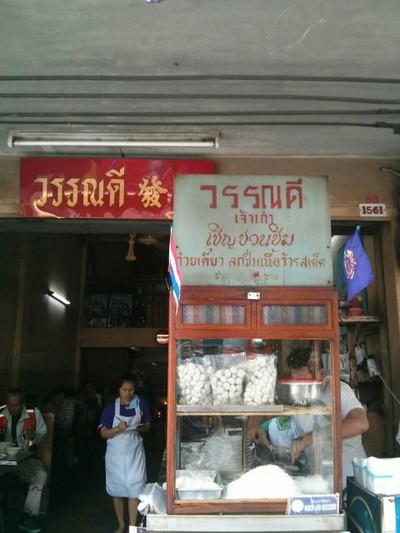 วรรณดี 發
วรรณดี
เจ้าเก่า
เชิญชวนชิม
ก๋วยเตี๋ยว ลูกชิ้นเนื้อวัวรสเด็ด
53
1561